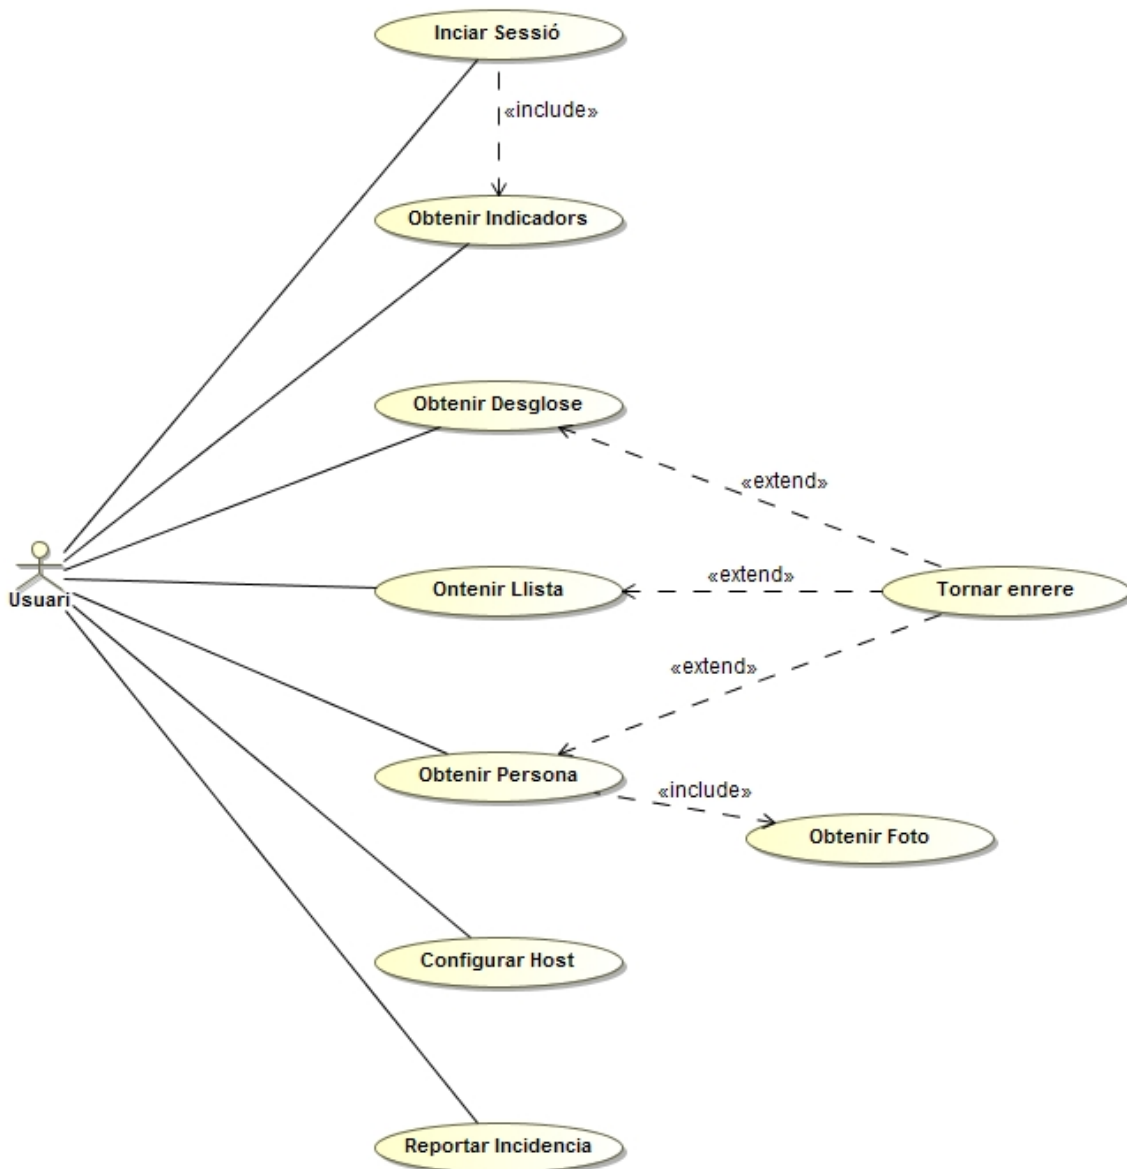 Inciar Sessió
«include»
Obtenir Indicadors
Obtenir Desglose
«extend»
Usuari
Ontenir Llista
«extend»
Tornar enrere
«extend»
Obtenir Persona
«include»
Obtenir Foto
Configurar Host
Reportar Incidencia